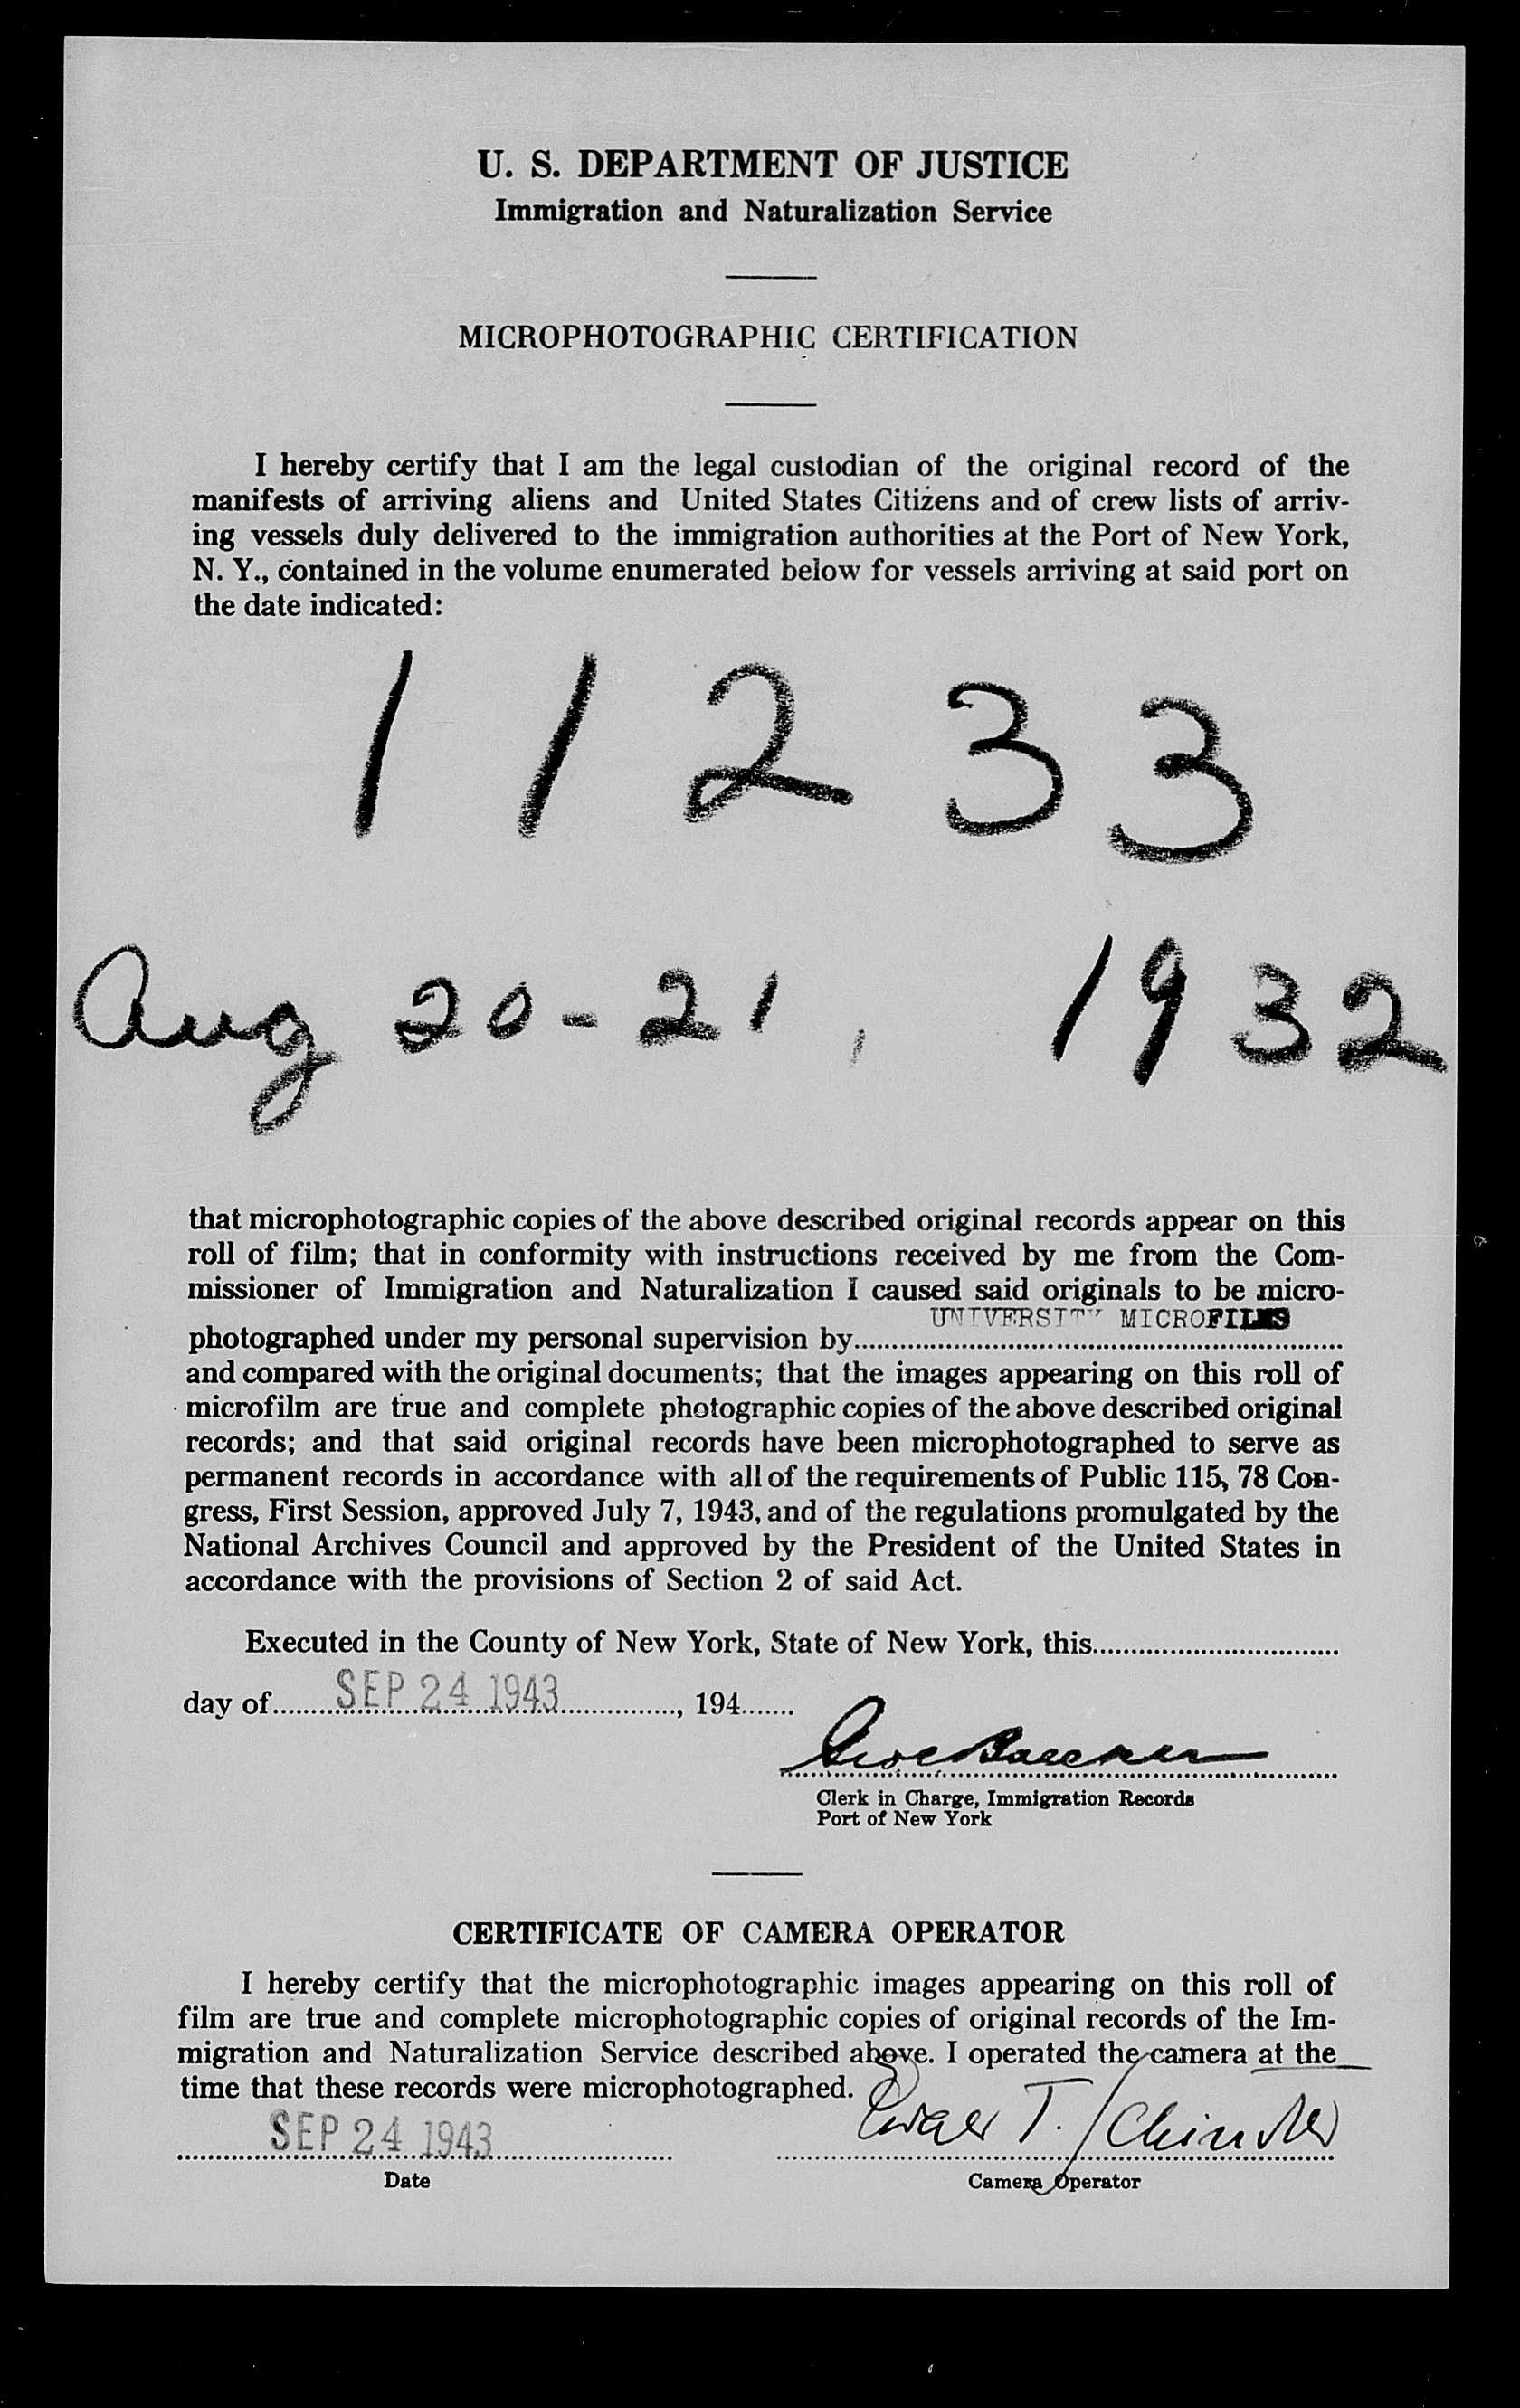 U. S. DEPARTMENT OF JUSTICE
Immigration and Naturalization Service
MICROPHOTOGRAPHIC CERTIFICATION
I hereby certify that I am the legal custodian of the original record of the
manifests of arriving aliens and United States Citizens and of crew lists of arriv-
ing vessels duly delivered to the immigration authorities at the Port of New York,
N. Y., contained in the volume enumerated below for vessels arriving at said port on
the date indicated:
11233
Aug 20-21, 1932
that microphotographic copies of the above described original records appear on this
roll of film; that in conformity with instructions received by me from the Com-
missioner of Immigration and Naturalization I caused said originals to be micro-
UNIVERSITY MICROFILMS
photographed under my personal supervision by
and compared with the original documents; that the images appearing on this roll of
microfilm are true and complete photographic copies of the above described original
records; and that said original records have been microphotographed to serve as
permanent records in accordance with all of the requirements of Public 115, 78 Con-
gress, First Session, approved July 7, 1943, and of the regulations promulgated by the
National Archives Council and approved by the President of the United States in
accordance with the provisions of Section 2 of said Act.
Executed in the County of New York, State of New York, this
day of SEP 24 1943, 194
Clerk in Charge, Immigration Records
Port of New York
CERTIFICATE OF CAMERA OPERATOR
I hereby certify that the microphotographic images appearing on this roll of
film are true and complete microphotographic copies of original records of the Im-
migration and Naturalization Service described above. I operated the camera at the
time that these records were microphotographed.
SEP 24 1943 T.
Date Camera Operator